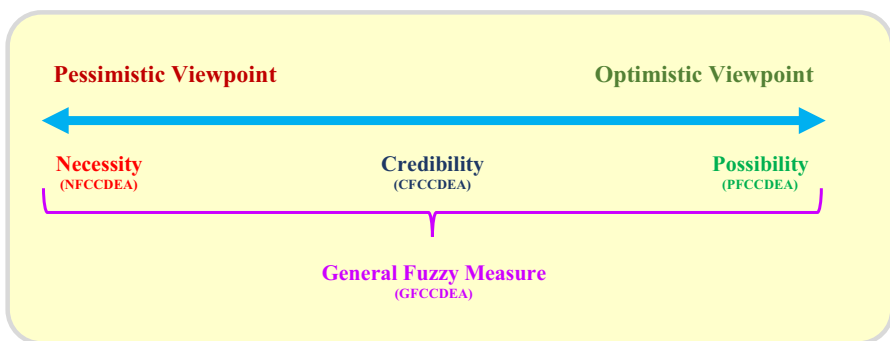 Pessimistic Viewpoint Optimistic Viewpoint
Necessity Credibility Possibility
(NFCCDEA) (CFCCDEA) (PFCCDEA)
General Fuzzy Measure
(GFCCDEA)